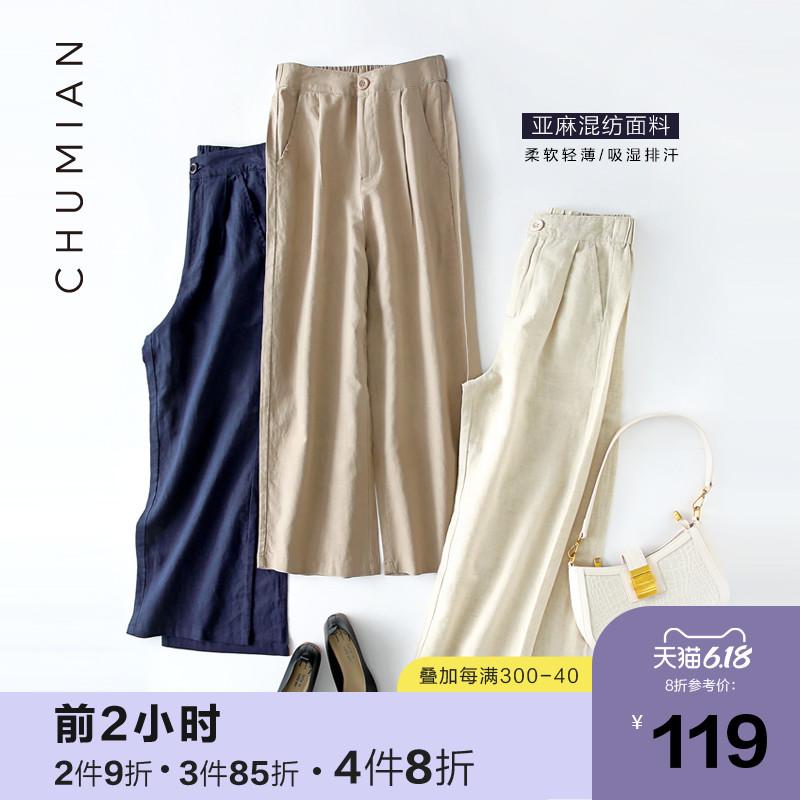 CHUMIAN
亚麻混纺面料
柔软轻薄/吸湿排汗
叠加每满300-40
天猫6.18
8折参考价:
¥119
前2小时
2件9折·3件85折·4件8折